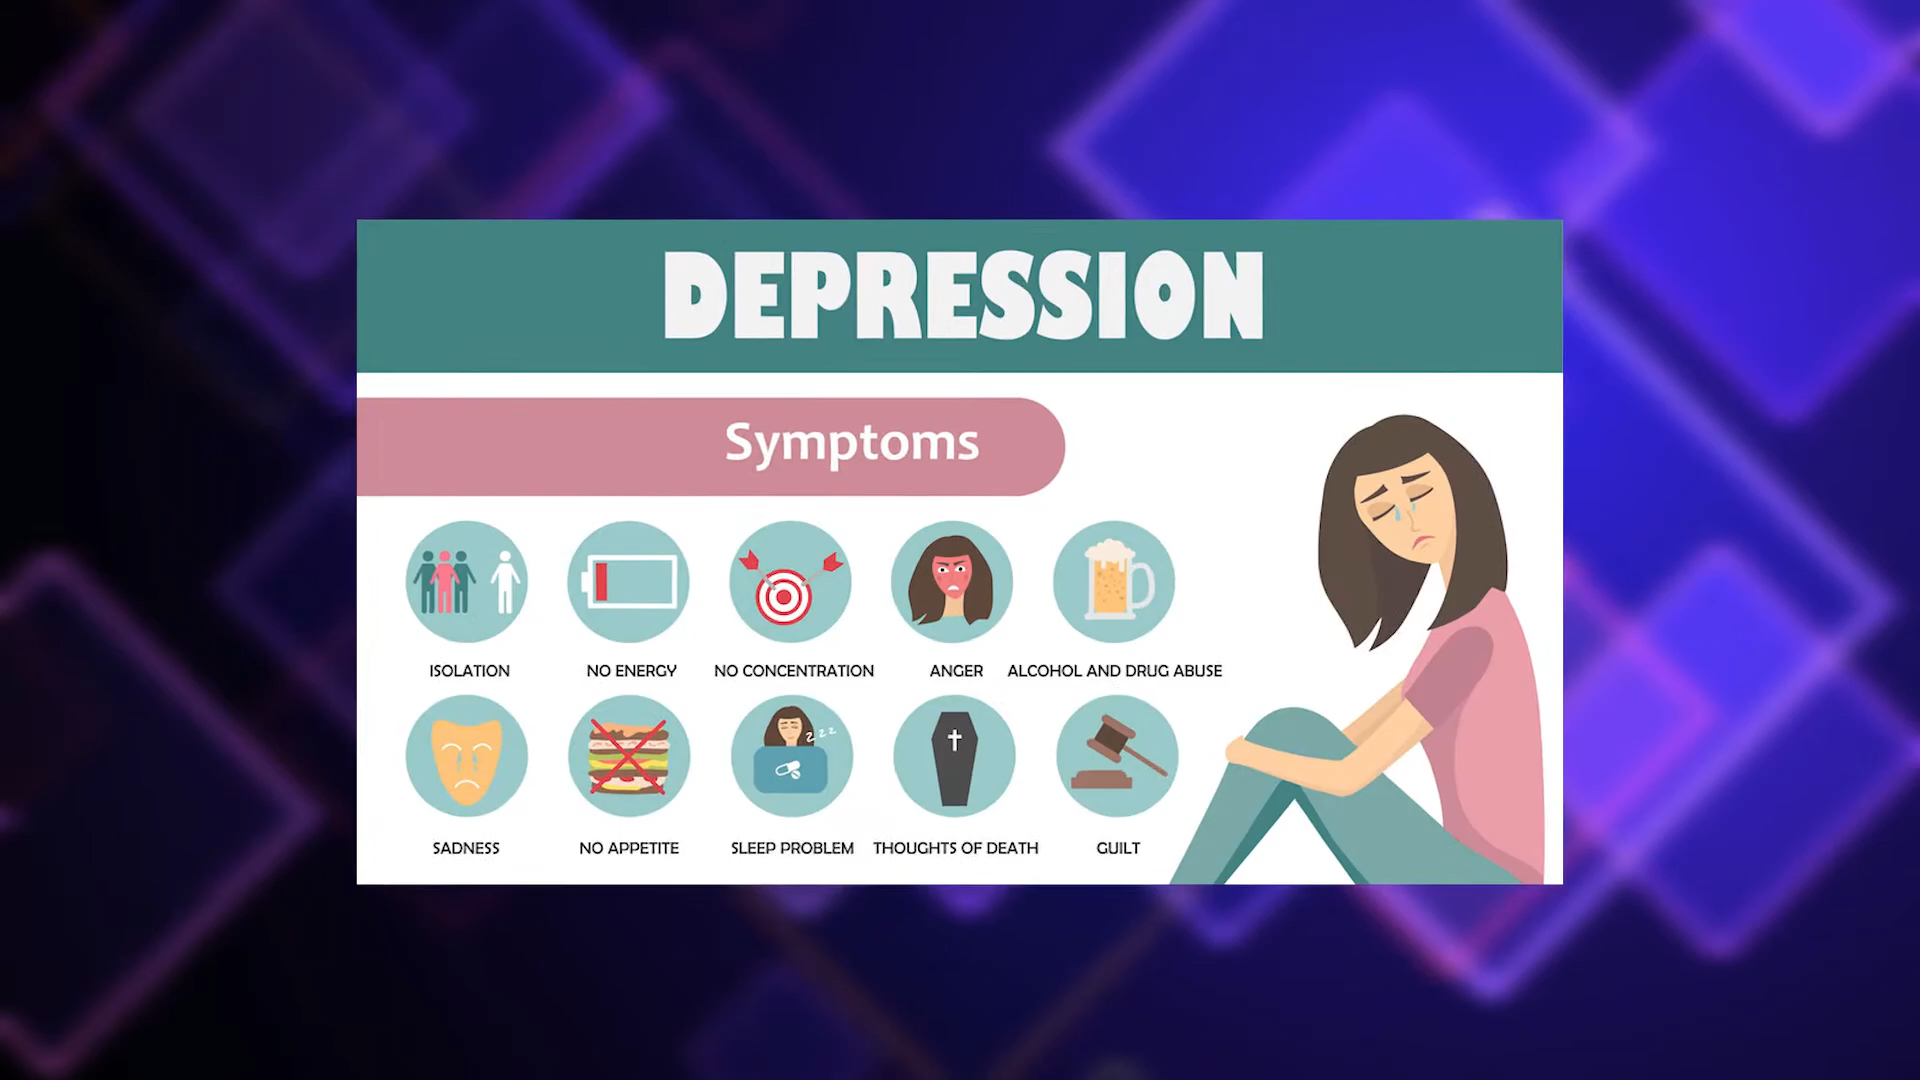 DEPRESSION
Symptoms
ISOLATION NO ENERGY NO CONCENTRATION ANGER ALCOHOL AND DRUG ABUSE
zzz
SADNESS NO APPETITE SLEEP PROBLEM THOUGHTS OF DEATH GUILT